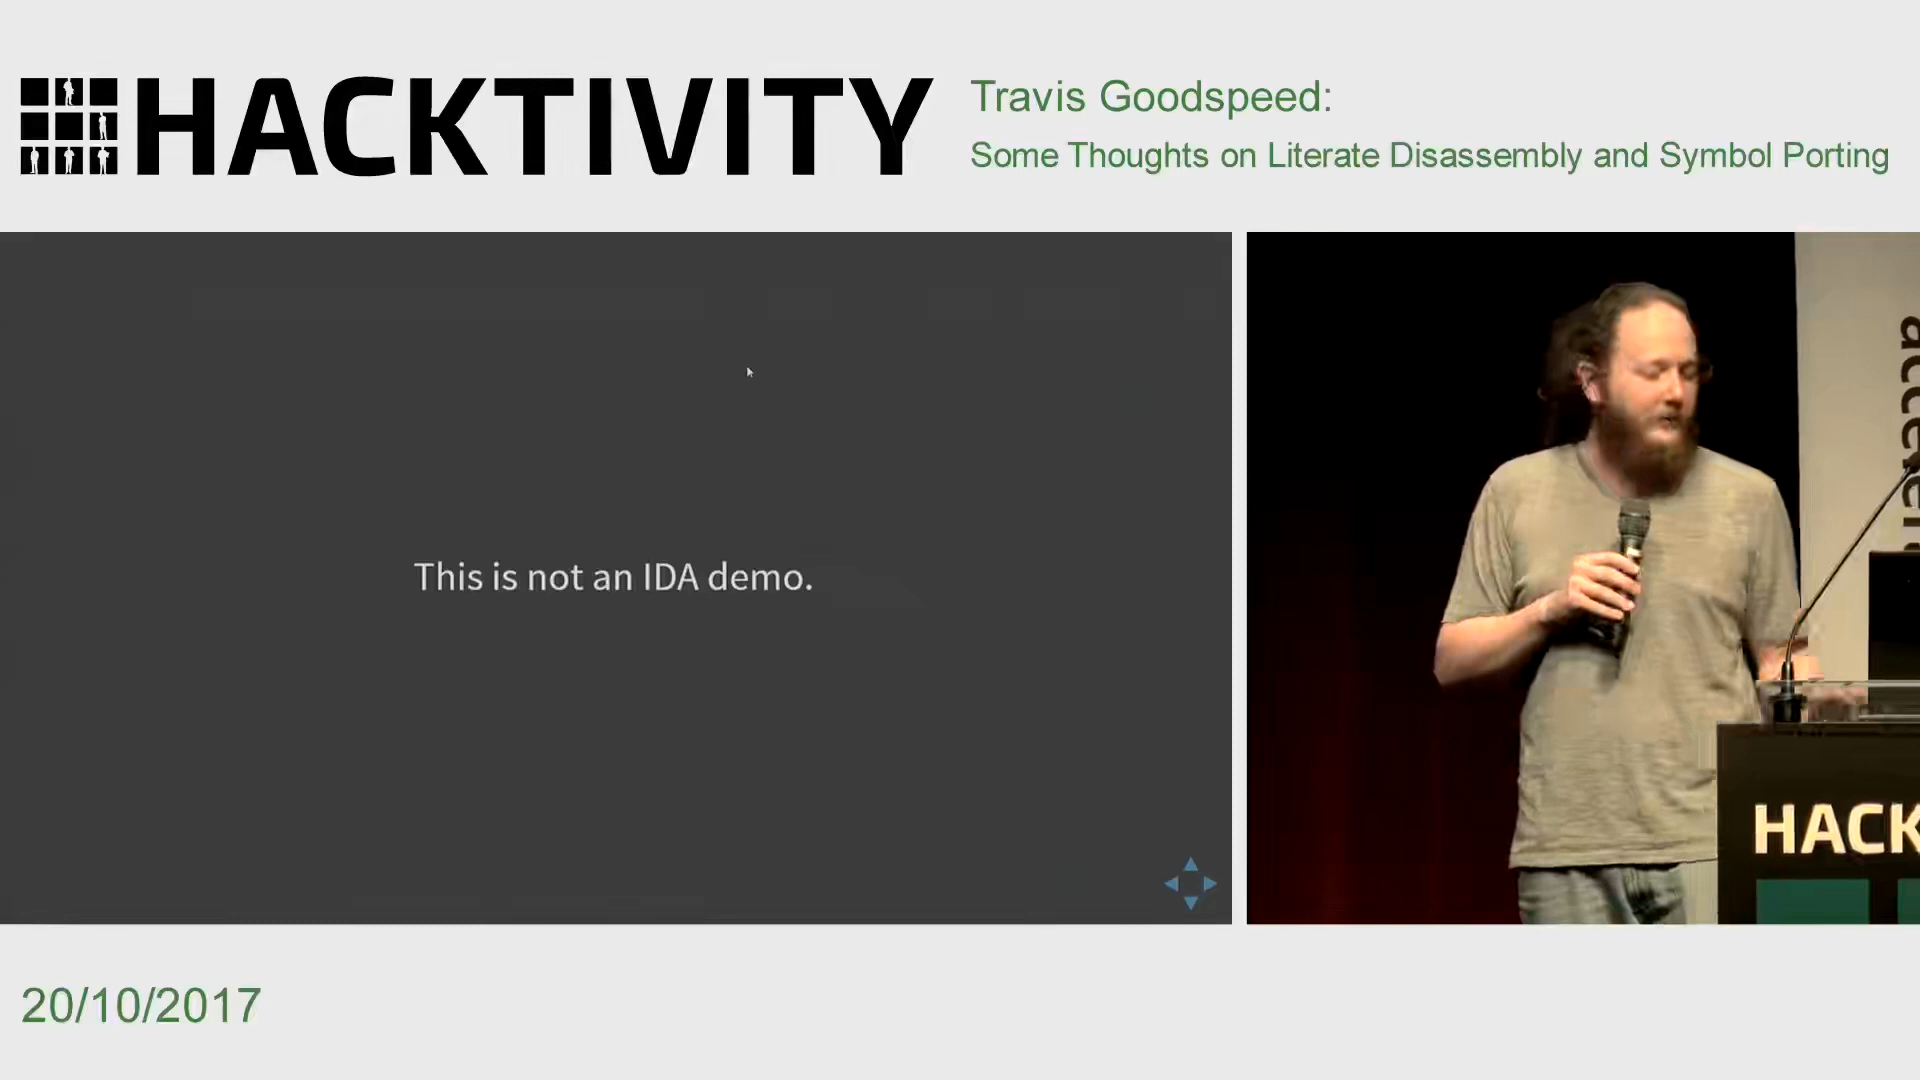 HACKTIVITY
Travis Goodspeed:
Some Thoughts on Literate Disassembly and Symbol Porting
This is not an IDA demo.
HACK
20/10/2017